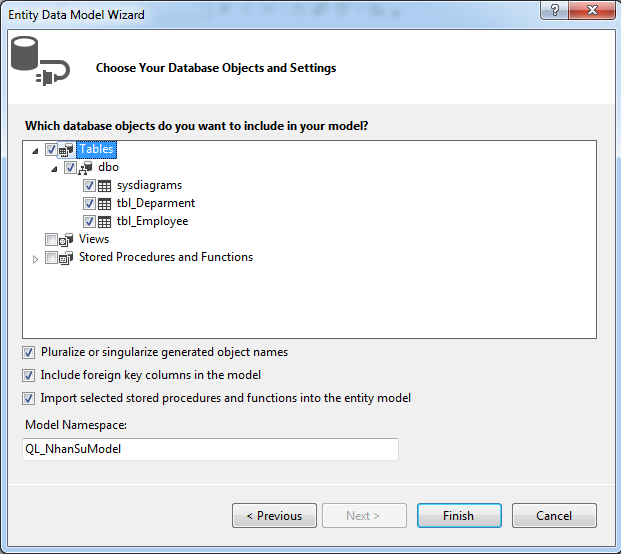 Entity Data Model Wizard
?
Choose Your Database Objects and Settings
Which database objects do you want to include in your model?
Tables
dbo
sysdiagrams
tbl_Deparment
tbl_Employee
Views
Stored Procedures and Functions
Pluralize or singularize generated object names
Include foreign key columns in the model
Import selected stored procedures and functions into the entity model
Model Namespace:
QL_NhanSuModel
< Previous
Next >
Finish
Cancel